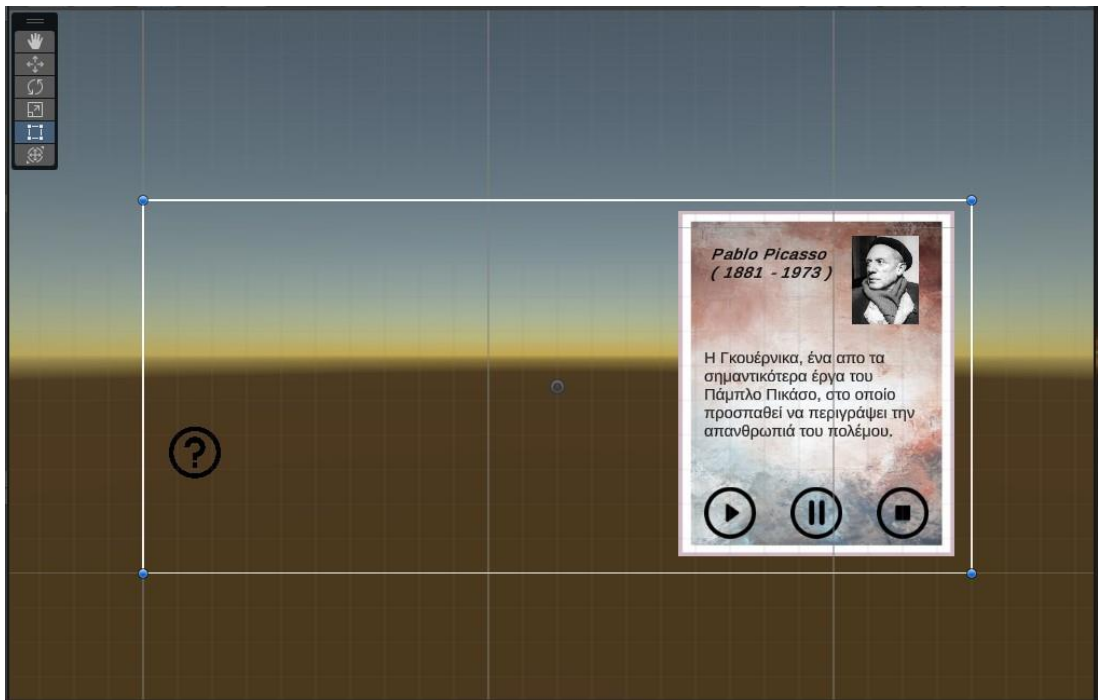 Pablo Picasso
( 1881 - 1973 )
Η Γκουέρνικα, ένα απο τα
σημαντικότερα έργα του
Πάμπλο Πικάσο, στο οποίο
προσπαθεί να περιγράψει την
απανθρωπιά του πολέμου.
?